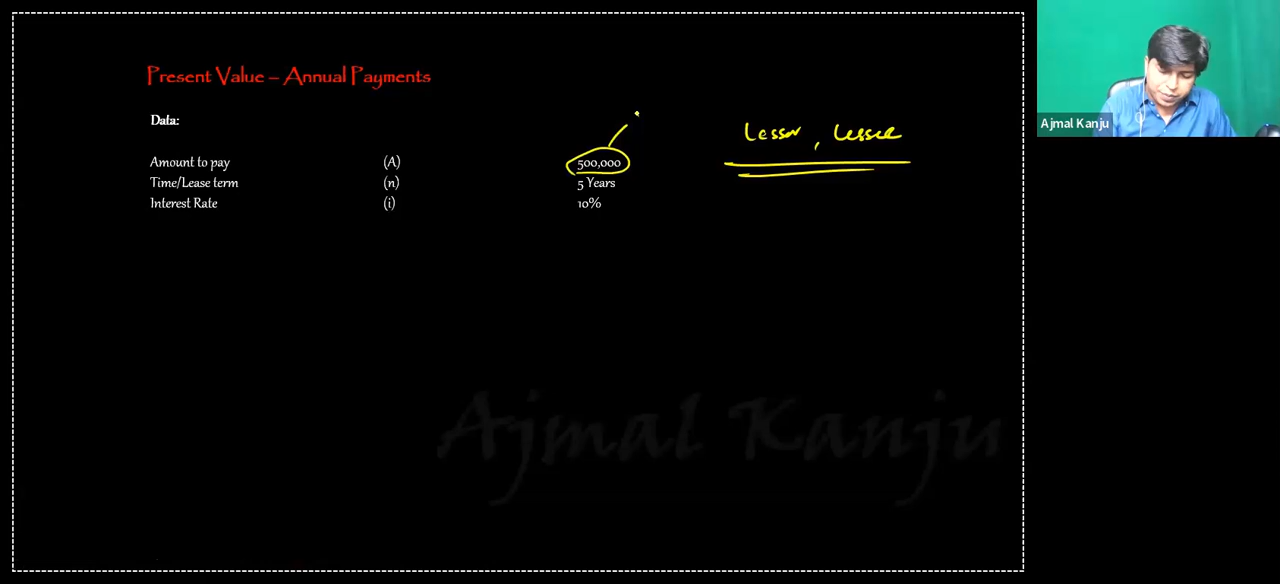 Present Value – Annual Payments
Data:
Lessor, Lessee
Amount to pay (A) 500,000
Time/Lease term (n) 5 Years
Interest Rate (i) 10%
Ajmal Kanju
Ajmal Kanju